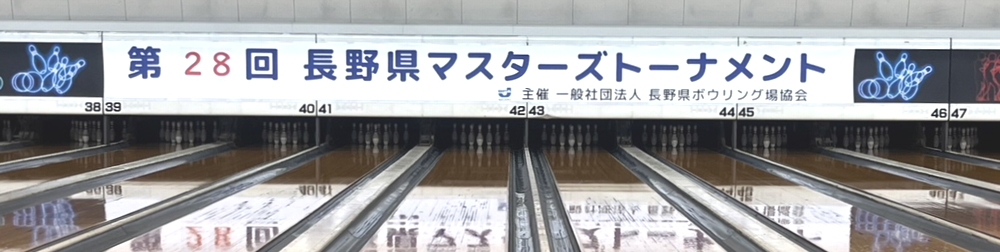 第28回 長野県マスターズトーナメント
主催 一般社団法人 長野県ボウリング場協会
38 39 40 41 42 43 44 45 46 47